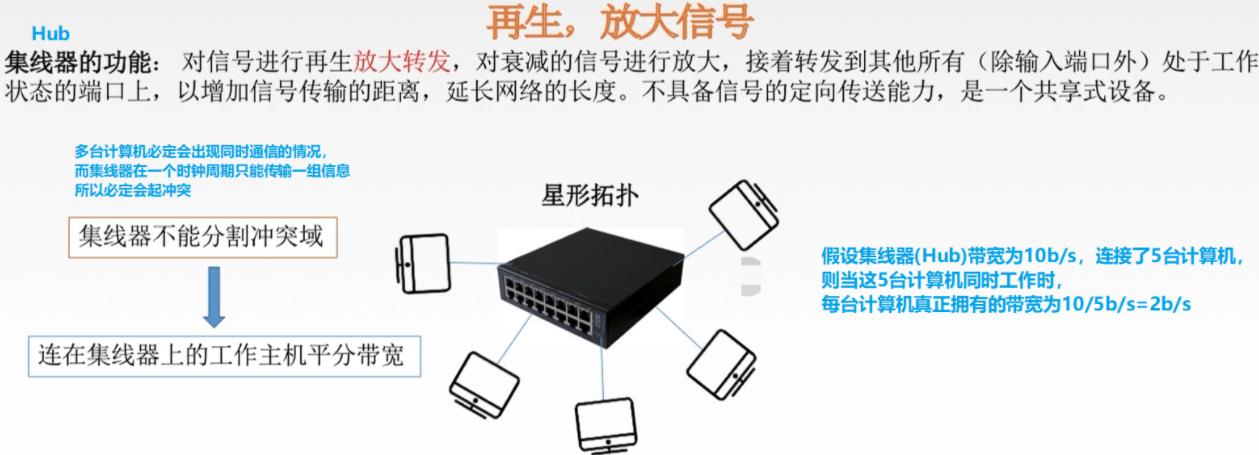 再生，放大信号
Hub
集线器的功能： 对信号进行再生放大转发，对衰减的信号进行放大，接着转发到其他所有（除输入端口外）处于工作
状态的端口上，以增加信号传输的距离，延长网络的长度。不具备信号的定向传送能力，是一个共享式设备。
多台计算机必定会出现同时通信的情况，
而集线器在一个时钟周期只能传输一组信息
所以必定会起冲突
星形拓扑
集线器不能分割冲突域
假设集线器(Hub)带宽为10b/s，连接了5台计算机，
则当这5台计算机同时工作时，
每台计算机真正拥有的带宽为10/5b/s=2b/s
连在集线器上的工作主机平分带宽